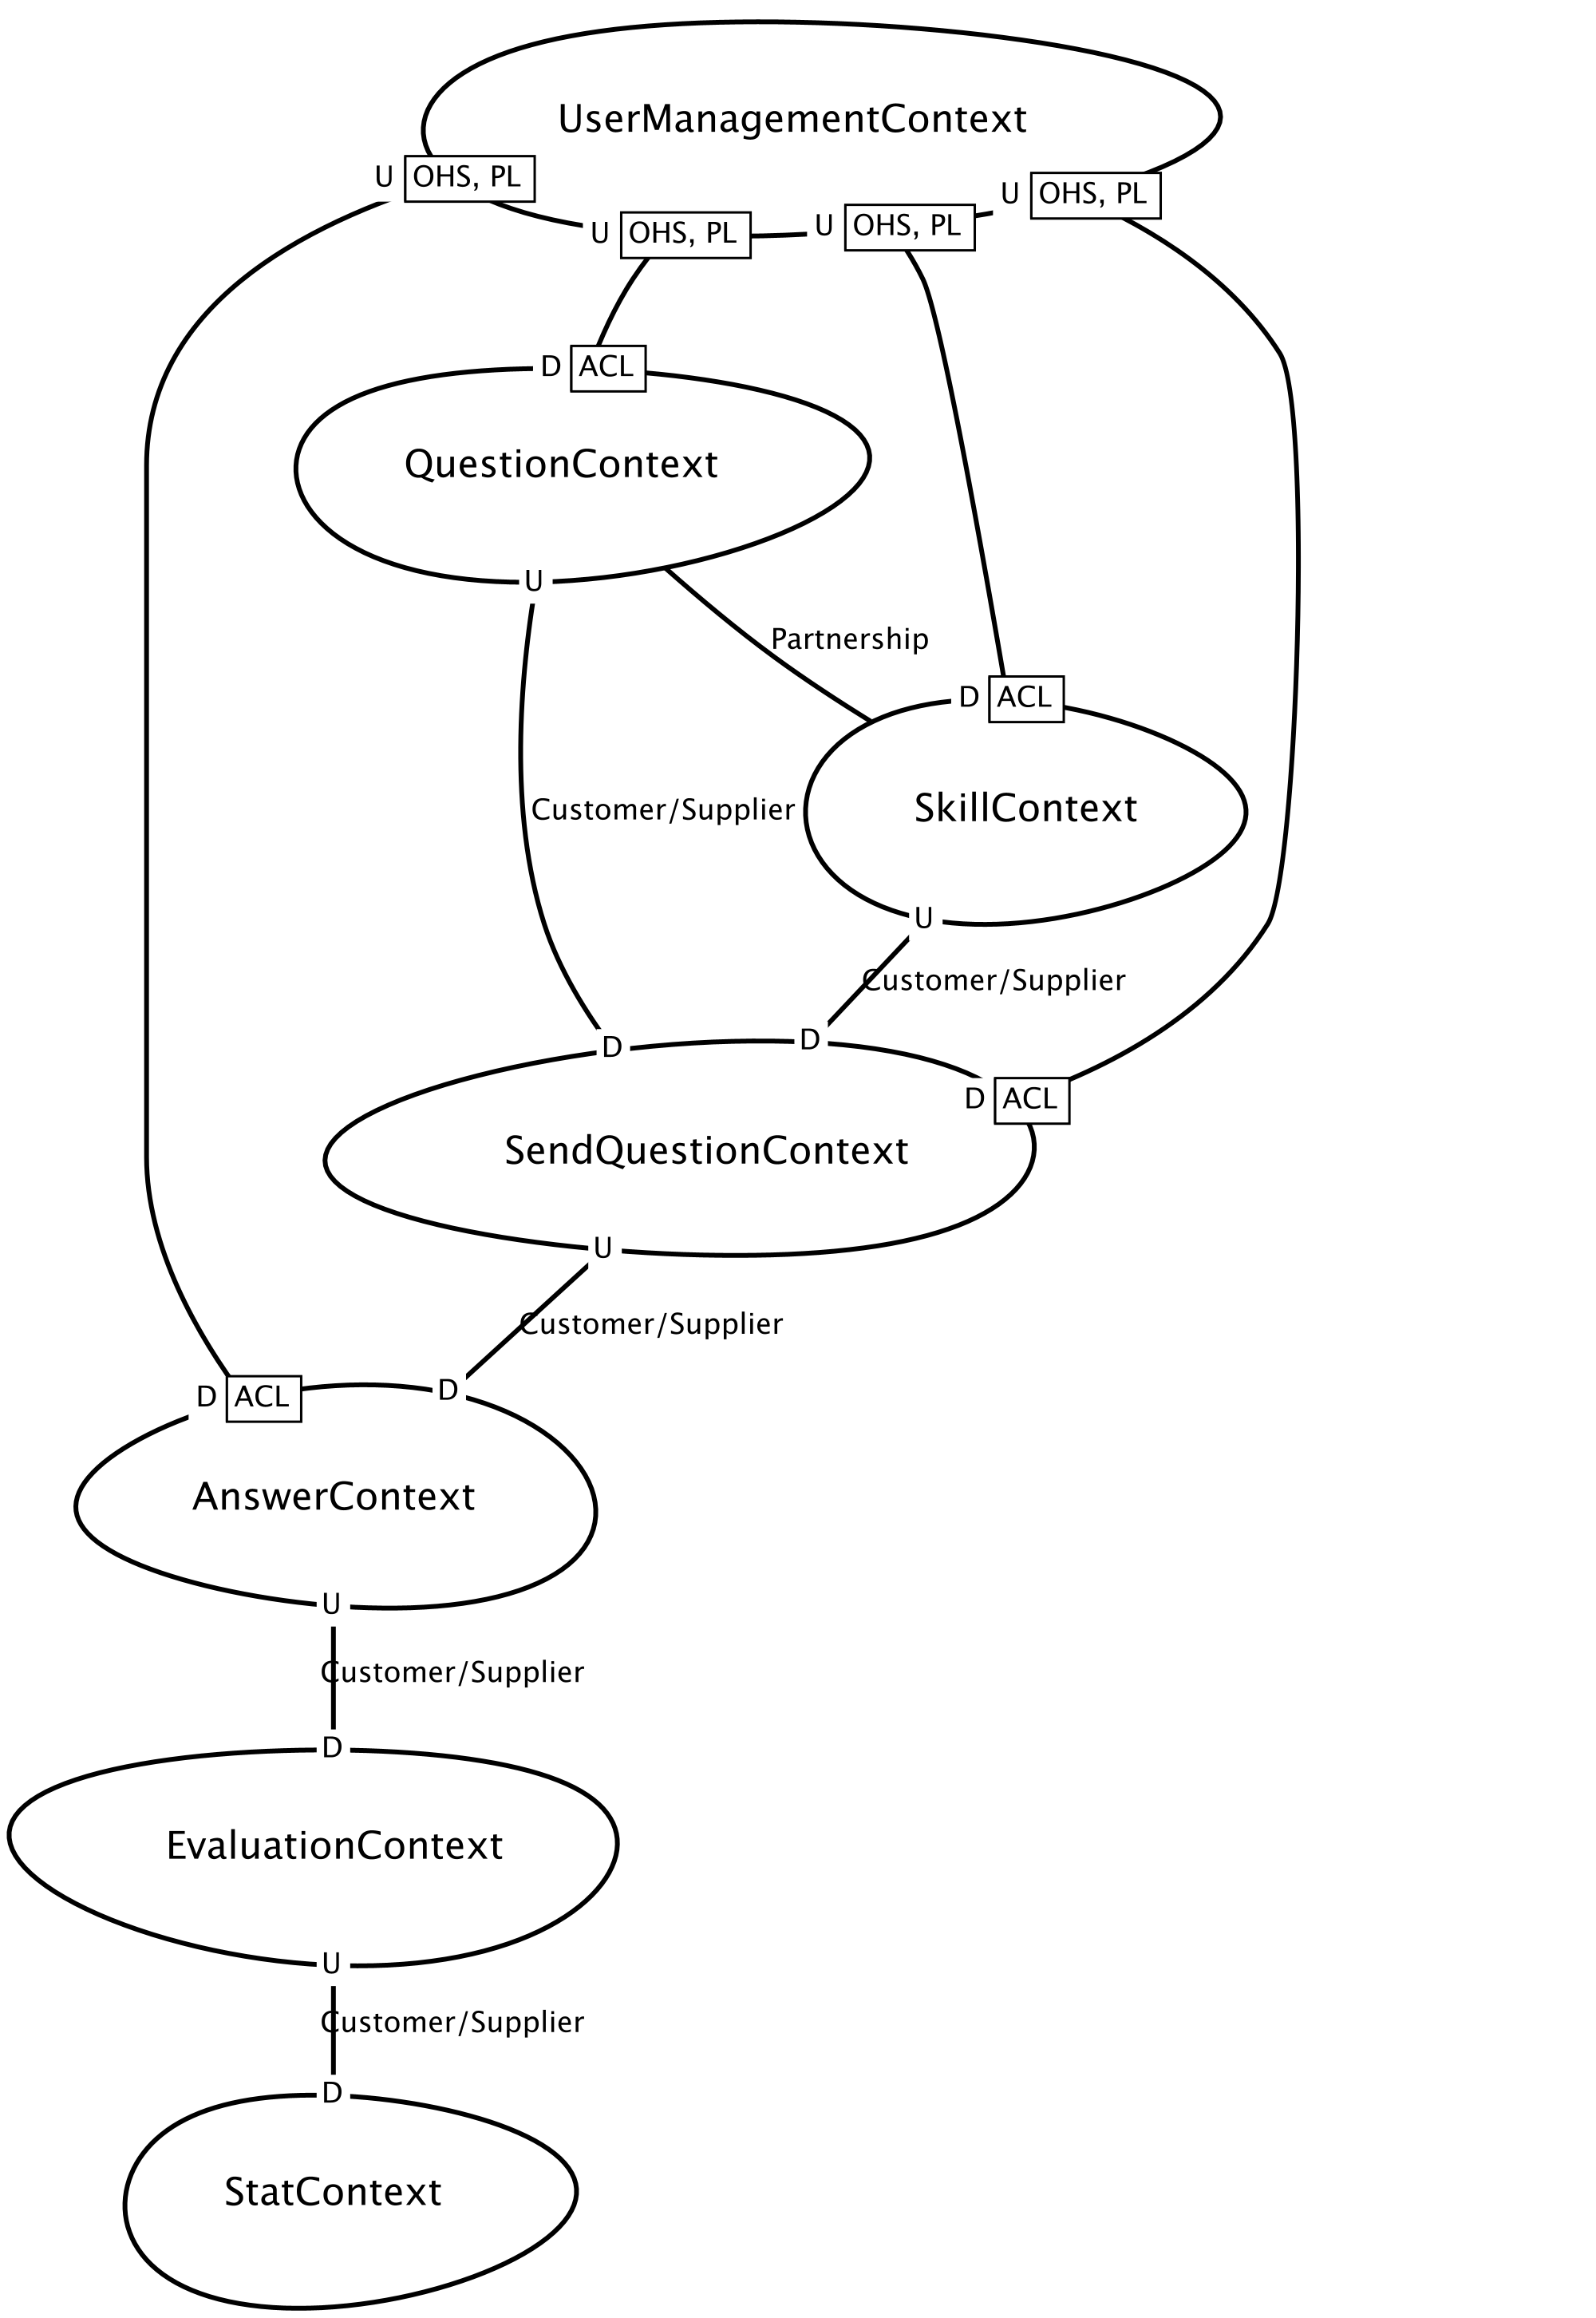 UserManagementContext
U OHS, PL
U OHS, PL
U OHS, PL
U OHS, PL
D ACL
QuestionContext
U
Partnership
D ACL
Customer/Supplier
SkillContext
U
Customer/Supplier
D
D
D ACL
SendQuestionContext
U
Customer/Supplier
D ACL
D
AnswerContext
U
Customer/Supplier
D
EvaluationContext
U
Customer/Supplier
D
StatContext